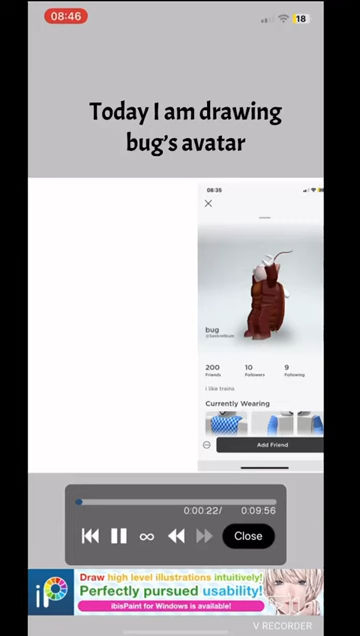 08:46
18
Today I am drawing
bug's avatar
08:35
bug
200
10
9
Friends
Followers
Following
i like trains
Currently Wearing
Add Friend
0:00.22/ 0:09:56
Close
Draw high level illustrations intuitively!
Perfectly pursued usability!
ibisPaint for Windows is available!
V RECORDER